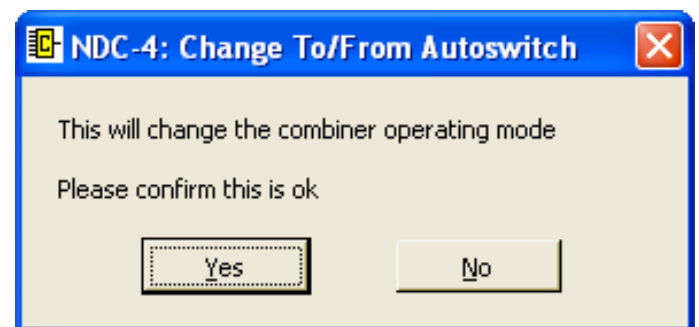 NDC-4: Change To/From Autoswitch
This will change the combiner operating mode
Please confirm this is ok
Yes
No